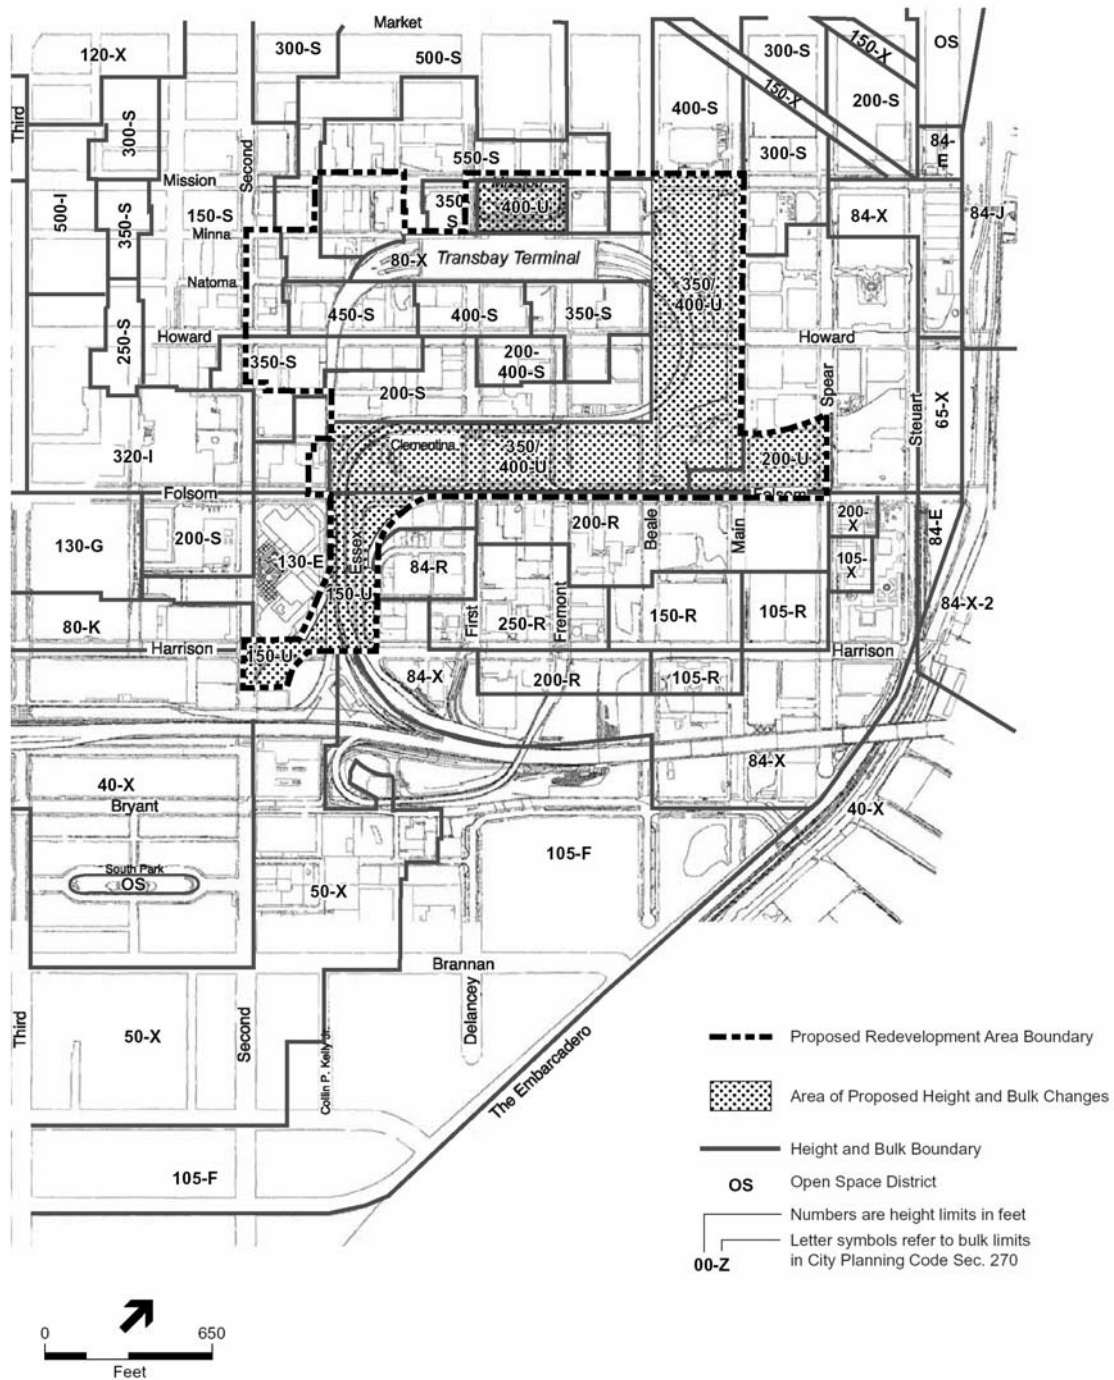 Market
120-X
300-S
500-S
300-S
150-X
OS
Third
300-S
Second
400-S
150-X
200-S
550-S
300-S
84-
E
Mission
500-I
350-S
150-S
350
S
400-U
84-X
84-J
Minna
80-X
Transbay Terminal
Natoma
350/
400-U
250-S
450-S
400-S
350-S
Howard
Howard
350-S
200-
400-S
200-S
Spear
Steuart
65-X
320-I
Clementina
350/
400-U
200-U
Folsom
Folsom
130-G
200-S
130-E
Essex
84-R
200-R
Beale
Main
200-
X
84-E
105-
X
150-U
80-K
First
250-R
Fremont
150-R
105-R
84-X-2
Harrison
150-U
Harrison
84-X
200-R
105-R
40-X
84-X
Bryant
40-X
South Park
OS
50-X
105-F
Brannan
Third
50-X
Second
Collin P. Kelly Jr.
Delancey
The Embarcadero
105-F
Proposed Redevelopment Area Boundary
Area of Proposed Height and Bulk Changes
Height and Bulk Boundary
OS Open Space District
Numbers are height limits in feet
Letter symbols refer to bulk limits
in City Planning Code Sec. 270
00-Z
0 650
Feet